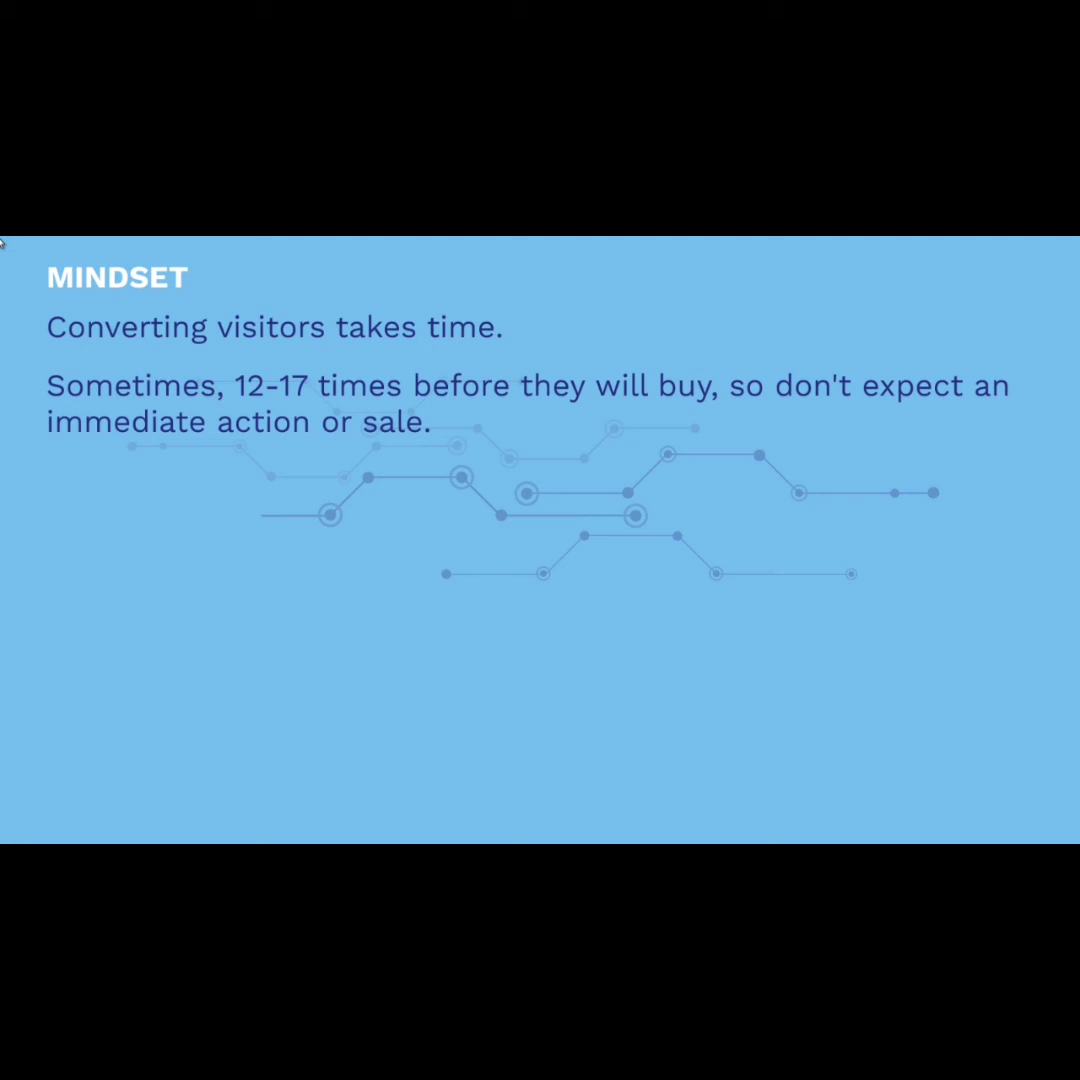 MINDSET
Converting visitors takes time.
Sometimes, 12-17 times before they will buy, so don't expect an
immediate action or sale.